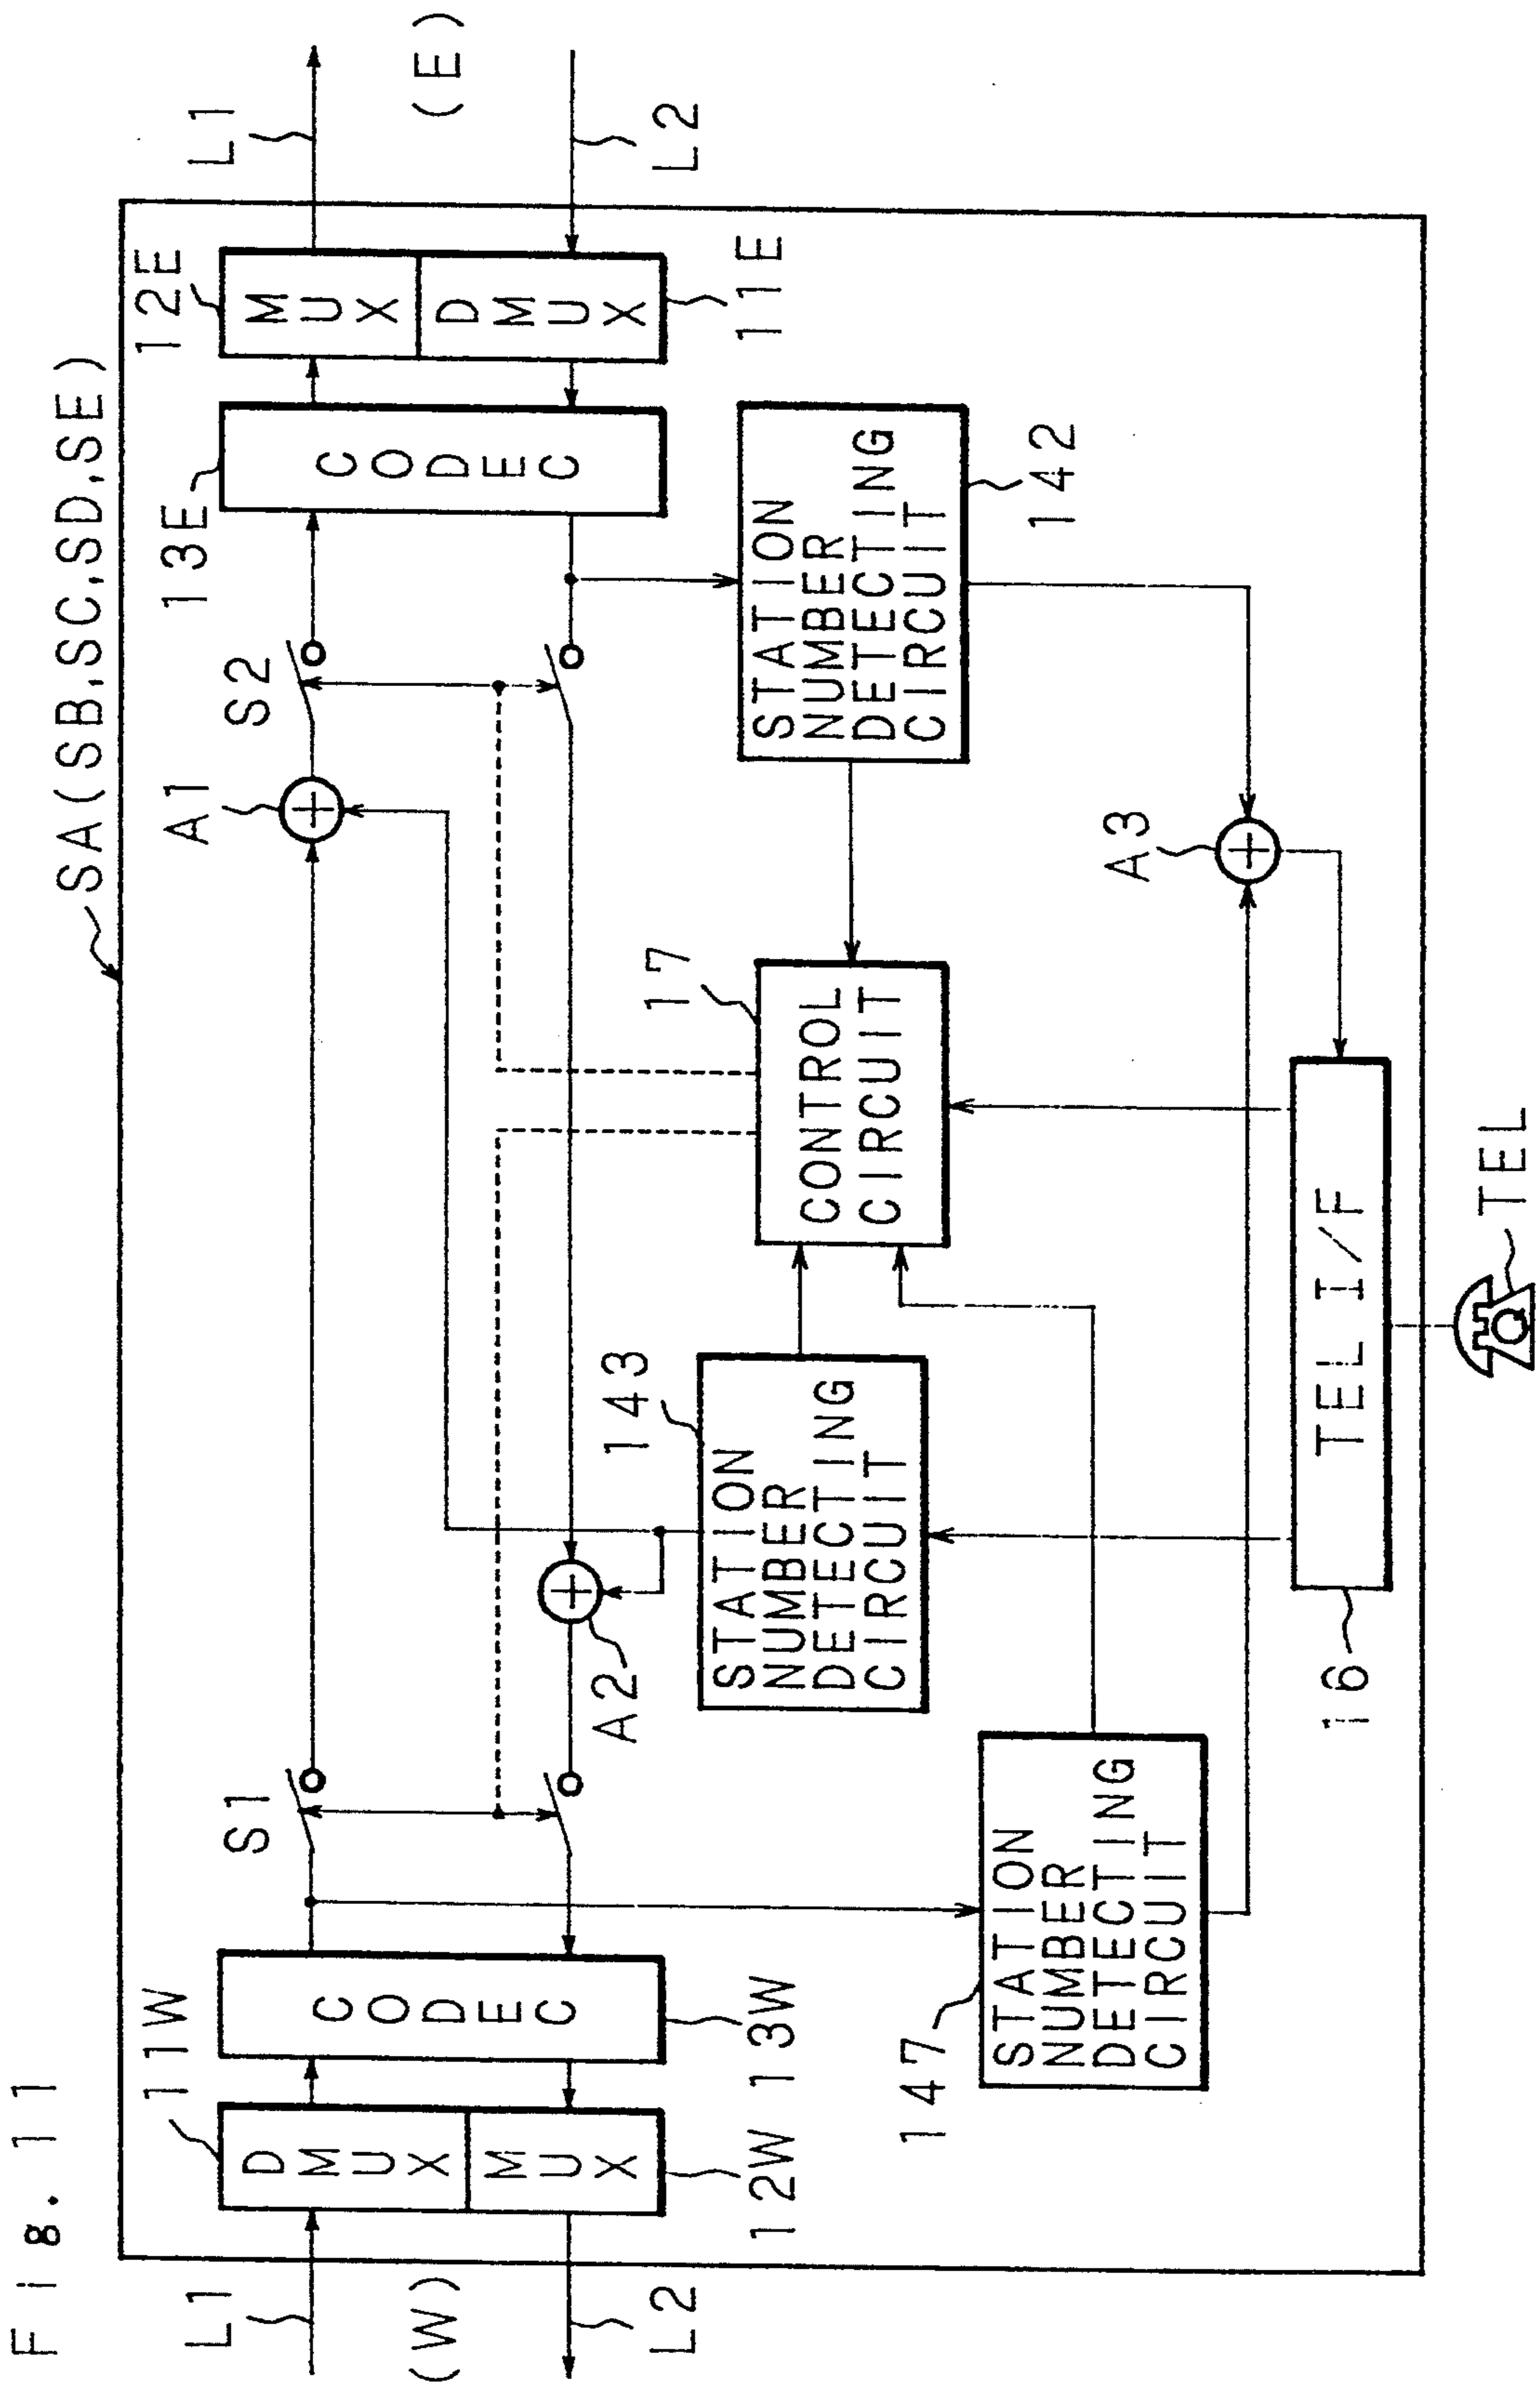 Fig. 11
SA(SB,SC,SD,SE)
L1
(W)
L2
11W
DMUX
MUX
12W
CODEC
13W
S1
A1
S2
13E
CODEC
12E
MUX
DMUX
11E
L1
(E)
L2
A2
143
STATION
NUMBER
DETECTING
CIRCUIT
17
CONTROL
CIRCUIT
STATION
NUMBER
DETECTING
CIRCUIT
142
147
STATION
NUMBER
DETECTING
CIRCUIT
A3
16
TEL I/F
TEL